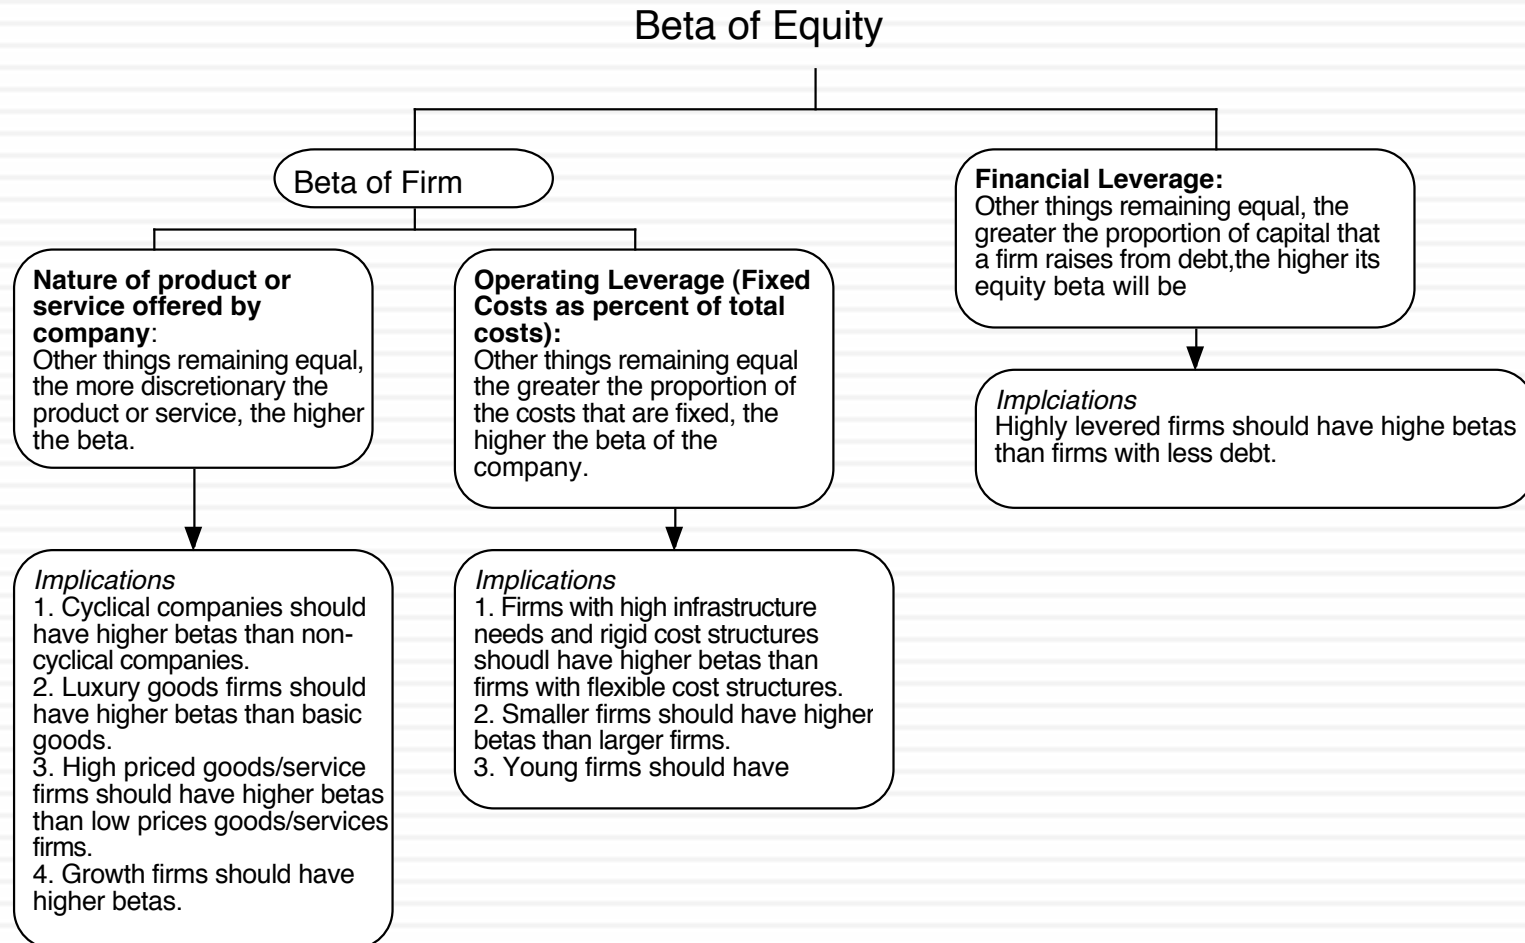 Beta of Equity
Beta of Firm
Nature of product or
service offered by
company:
Other things remaining equal,
the more discretionary the
product or service, the higher
the beta.
Operating Leverage (Fixed
Costs as percent of total
costs):
Other things remaining equal
the greater the proportion of
the costs that are fixed, the
higher the beta of the
company.
Financial Leverage:
Other things remaining equal, the
greater the proportion of capital that
a firm raises from debt,the higher its
equity beta will be
Implications
1. Cyclical companies should
have higher betas than non-
cyclical companies.
2. Luxury goods firms should
have higher betas than basic
goods.
3. High priced goods/service
firms should have higher betas
than low prices goods/services
firms.
4. Growth firms should have
higher betas.
Implications
1. Firms with high infrastructure
needs and rigid cost structures
shoudl have higher betas than
firms with flexible cost structures.
2. Smaller firms should have higher
betas than larger firms.
3. Young firms should have
Implciations
Highly levered firms should have highe betas
than firms with less debt.